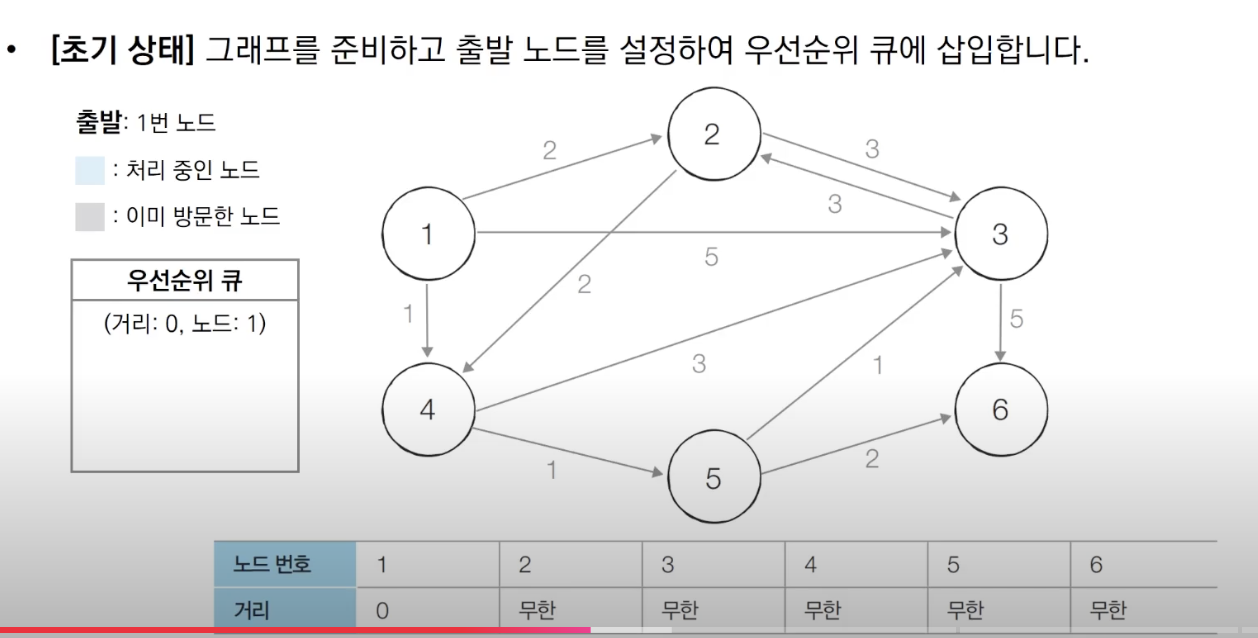 • [초기 상태] 그래프를 준비하고 출발 노드를 설정하여 우선순위 큐에 삽입합니다.
출발: 1번 노드
: 처리 중인 노드
: 이미 방문한 노드
우선순위 큐
(거리: 0, 노드: 1)
2
2
3
3
1
3
5
2
1
5
3
1
4
6
1
5
2
노드 번호 1 2 3 4 5 6
거리 0 무한 무한 무한 무한 무한